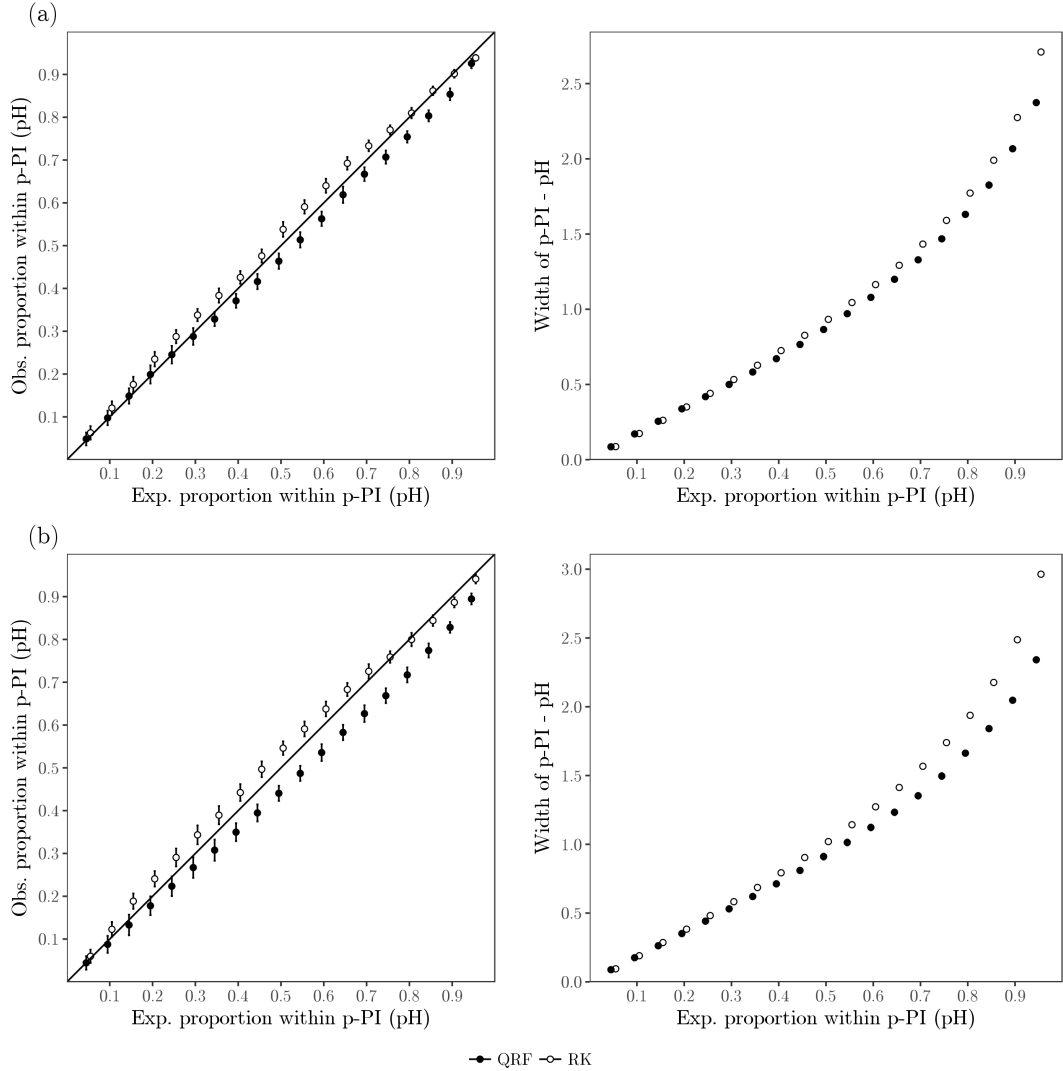 (a)
Obs. proportion within p-PI (pH)
0.9
0.8
0.7
0.6
0.5
0.4
0.3
0.2
0.1
0.1 0.2 0.3 0.4 0.5 0.6 0.7 0.8 0.9
Exp. proportion within p-PI (pH)
Width of p-PI - pH
2.5
2.0
1.5
1.0
0.5
0.0
0.1 0.2 0.3 0.4 0.5 0.6 0.7 0.8 0.9
Exp. proportion within p-PI (pH)
(b)
Obs. proportion within p-PI (pH)
0.9
0.8
0.7
0.6
0.5
0.4
0.3
0.2
0.1
0.1 0.2 0.3 0.4 0.5 0.6 0.7 0.8 0.9
Exp. proportion within p-PI (pH)
Width of p-PI - pH
3.0
2.5
2.0
1.5
1.0
0.5
0.0
0.1 0.2 0.3 0.4 0.5 0.6 0.7 0.8 0.9
Exp. proportion within p-PI (pH)
QRF RK